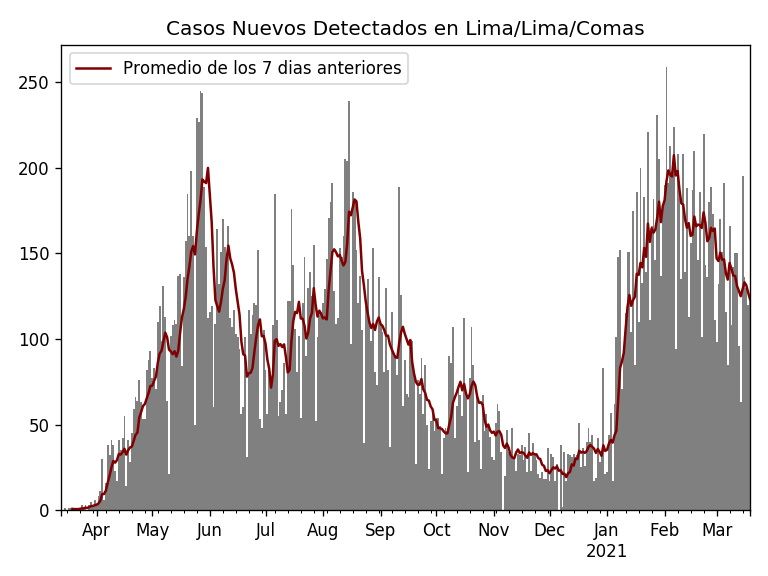 Casos Nuevos Detectados en Lima/Lima/Comas
Promedio de los 7 dias anteriores
250
200
150
100
50
0
Apr May Jun Jul Aug Sep Oct Nov Dec Jan Feb Mar
2021